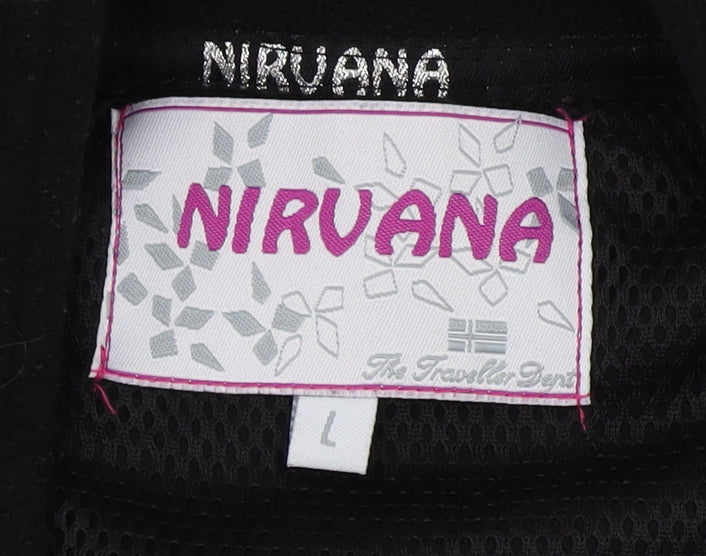 NIRVANA
NIRVANA
The Traveller Dept
L